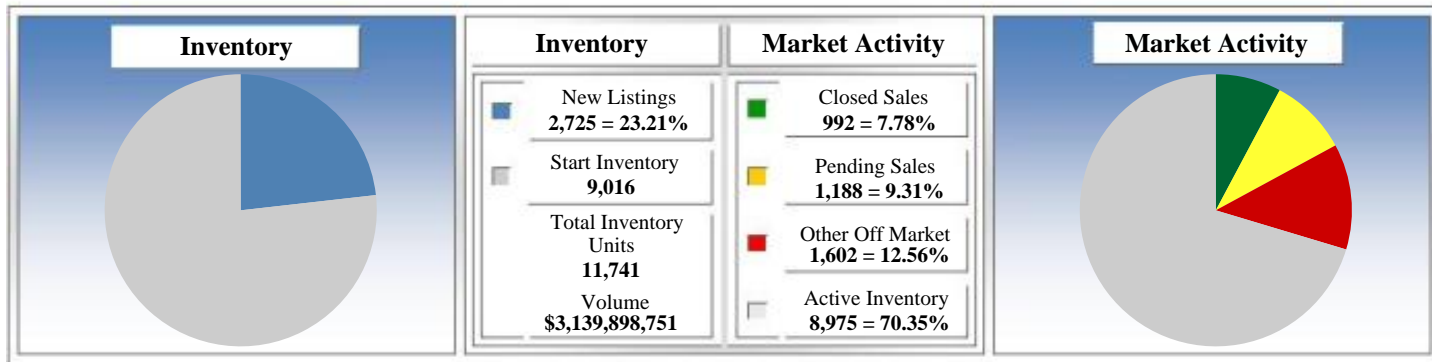 Inventory
Inventory
Market Activity
New Listings
2,725 = 23.21%
Start Inventory
9,016
Total Inventory
Units
11,741
Volume
$3,139,898,751
Closed Sales
992 = 7.78%
Pending Sales
1,188 = 9.31%
Other Off Market
1,602 = 12.56%
Active Inventory
8,975 = 70.35%
Market Activity